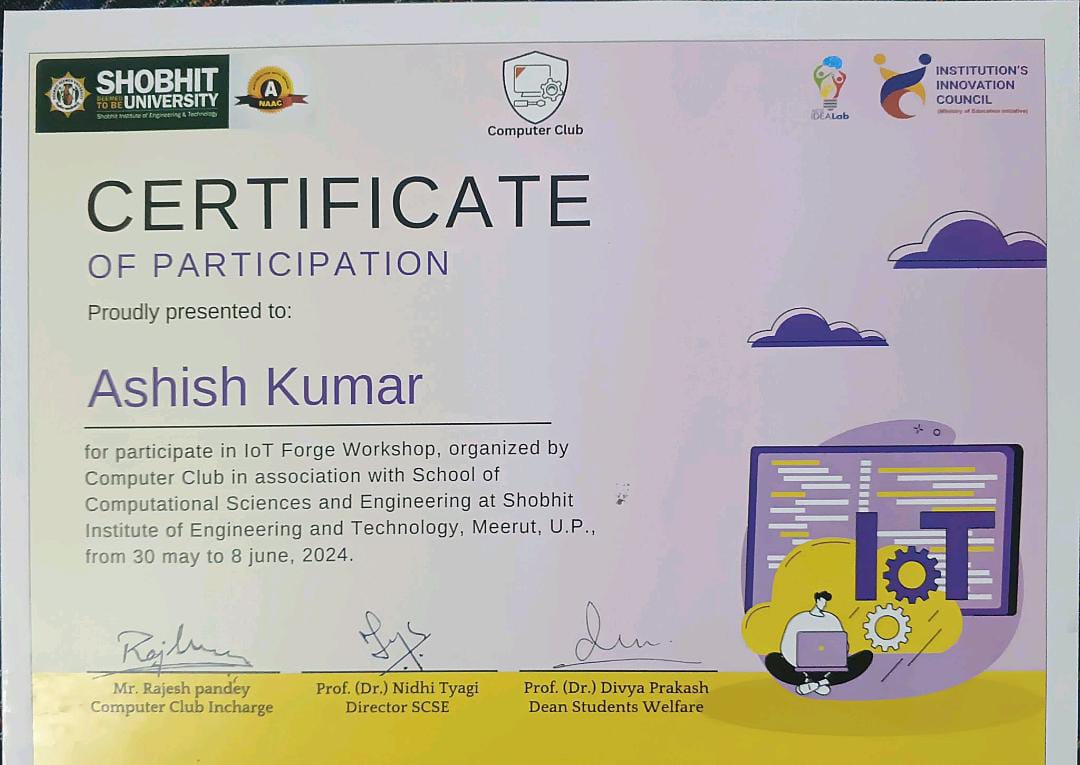 SHOBHIT
DEEMED
TO BE UNIVERSITY
Shobhit Institute of Engineering & Technology
A
NAAC
Computer Club
IDEALab
INSTITUTION'S
INNOVATION
COUNCIL
(Ministry of Education Initiative)
CERTIFICATE
OF PARTICIPATION
Proudly presented to:
Ashish Kumar
for participate in IoT Forge Workshop, organized by
Computer Club in association with School of
Computational Sciences and Engineering at Shobhit
Institute of Engineering and Technology, Meerut, U.P.,
from 30 may to 8 june, 2024.
IoT
Mr. Rajesh pandey
Computer Club Incharge
Prof. (Dr.) Nidhi Tyagi
Director SCSE
Prof. (Dr.) Divya Prakash
Dean Students Welfare